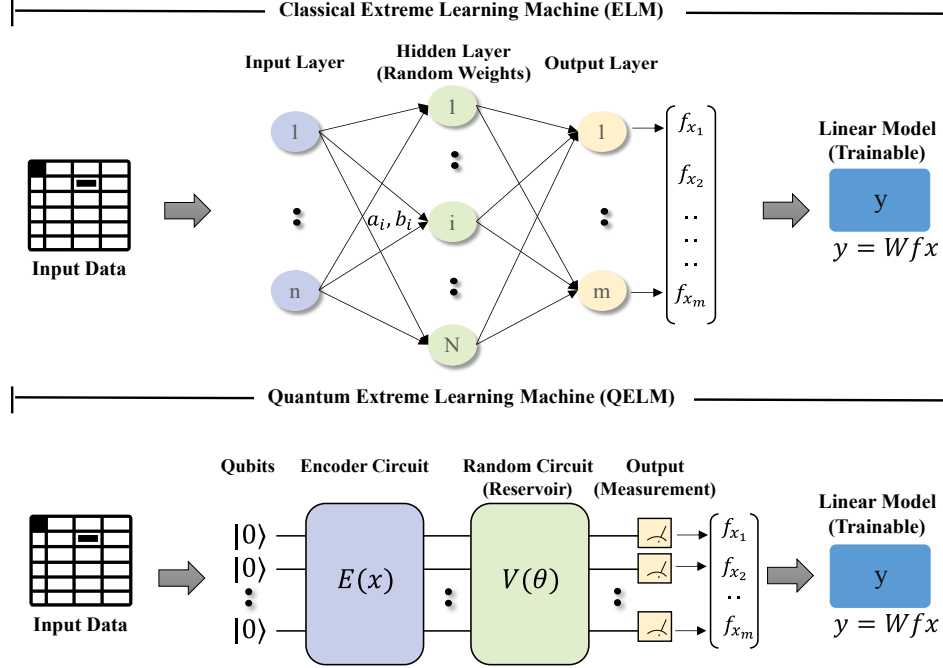 Classical Extreme Learning Machine (ELM)
Input Layer
Hidden Layer
(Random Weights)
Output Layer
1
n
a_i, b_i
1
i
N
1
m
f_{x_1}
f_{x_2}
..
..
..
f_{x_m}
Input Data
Linear Model
(Trainable)
y
y = Wfx
Quantum Extreme Learning Machine (QELM)
Qubits
Encoder Circuit
Random Circuit
(Reservoir)
Output
(Measurement)
|0⟩
|0⟩
|0⟩
E(x)
V(θ)
f_{x_1}
f_{x_2}
..
f_{x_m}
Input Data
Linear Model
(Trainable)
y
y = Wfx